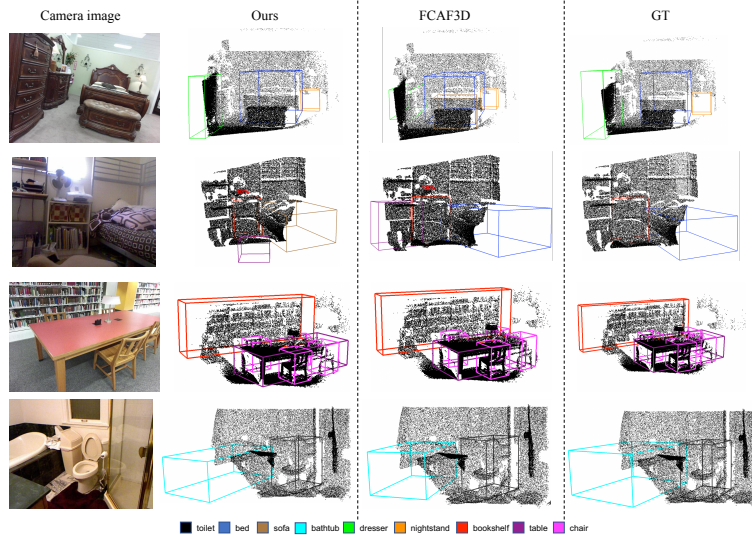 Camera image Ours FCAF3D GT
toilet bed sofa bathtub dresser nightstand bookshelf table chair